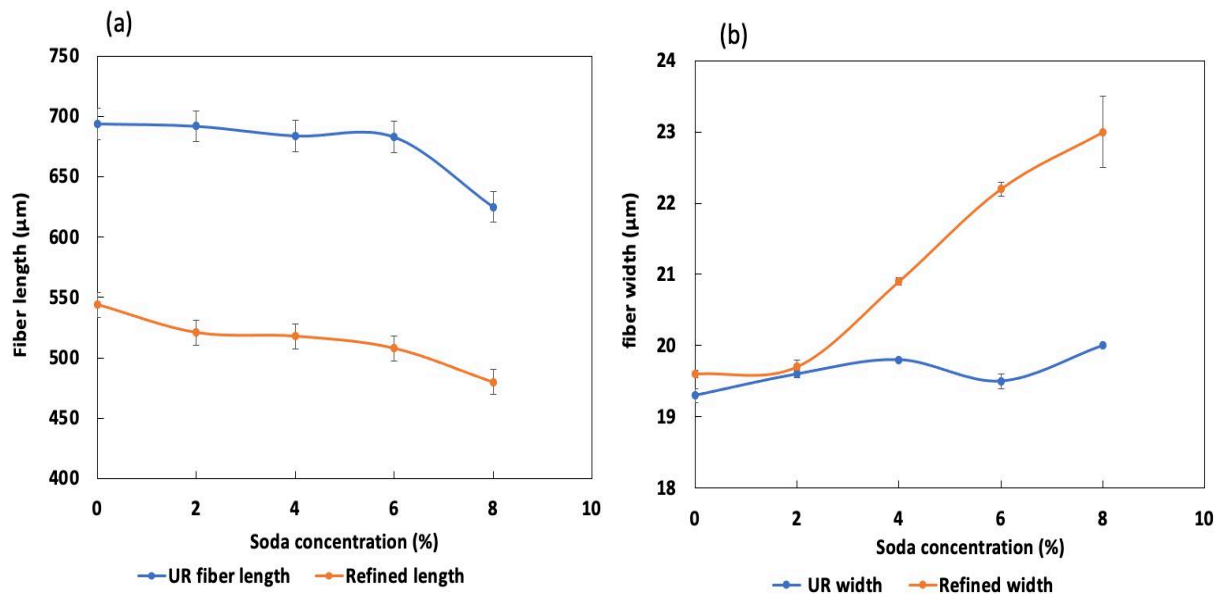 (a)
750
700
650
600
550
500
450
400
Fiber length (µm)
0 2 4 6 8 10
Soda concentration (%)
UR fiber length Refined length
(b)
24
23
22
21
20
19
18
fiber width (µm)
0 2 4 6 8 10
Soda concentration (%)
UR width Refined width